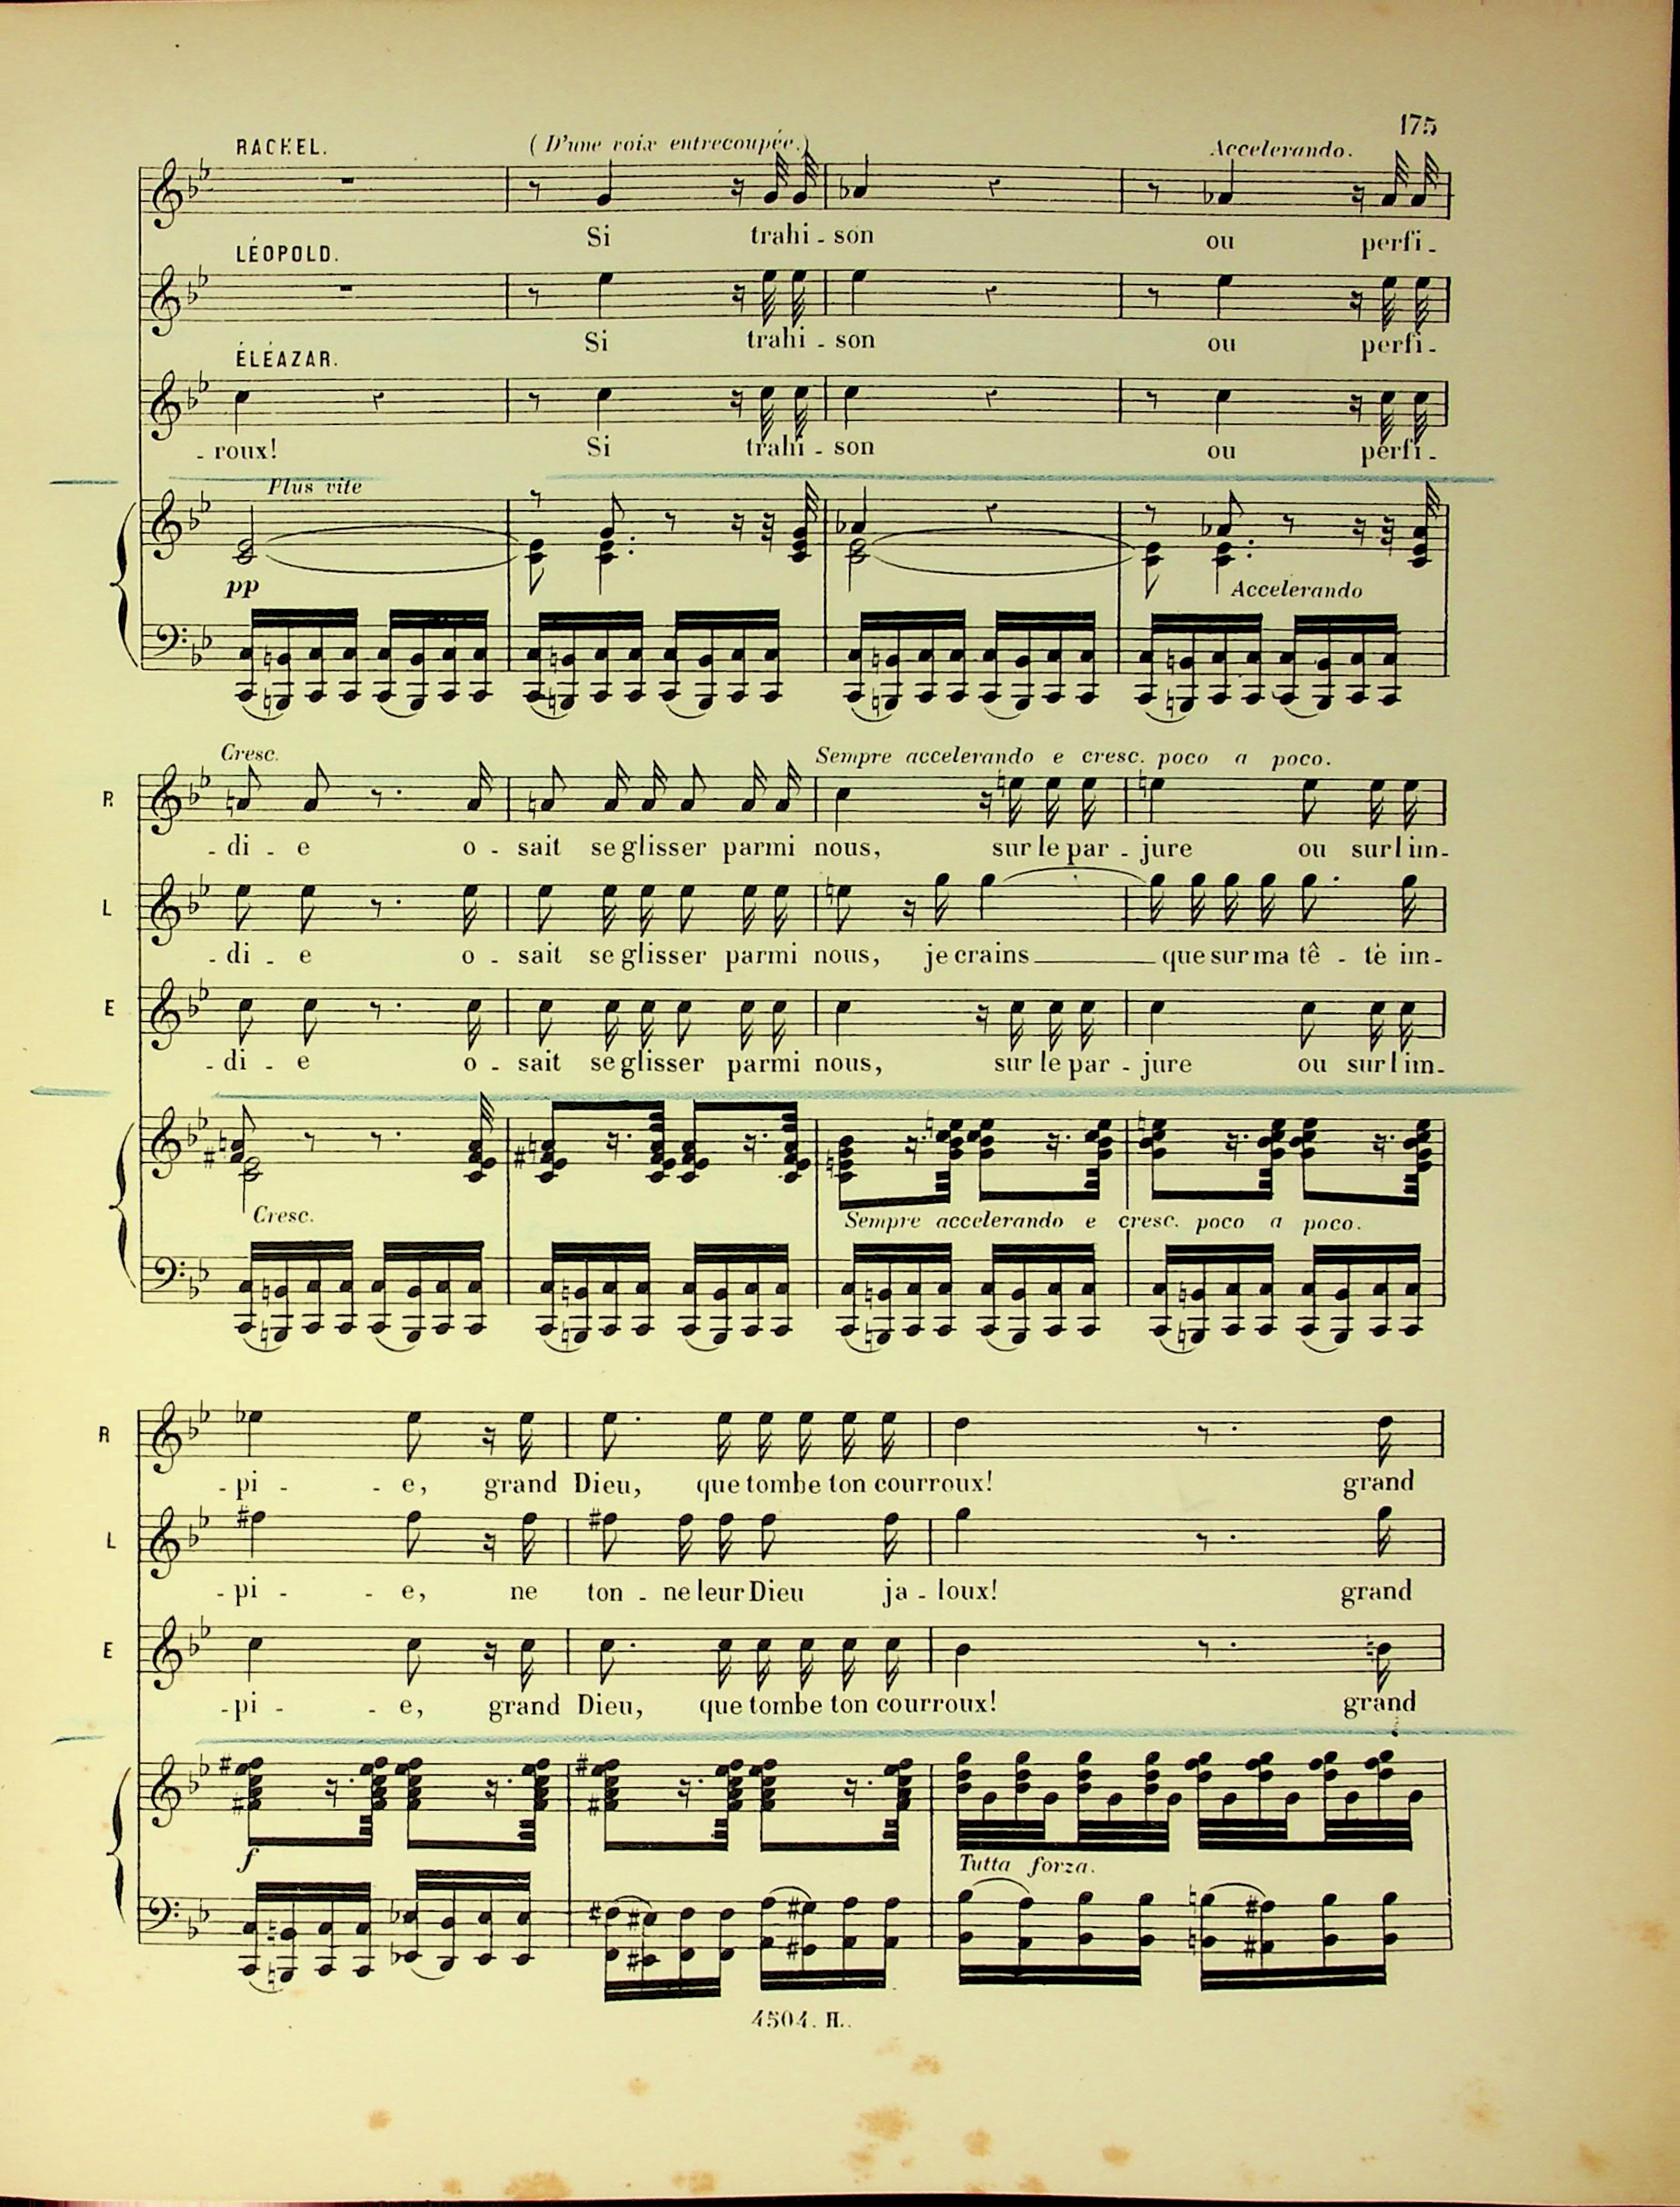 175
RACHEL. (D'une voix entrecoupée.) Accelerando.
Si trahi - son ou perfi -
LÉOPOLD.
Si trahi - son ou perfi -
ÉLÉAZAR.
- roux! Si trahi - son ou perfi -
Plus vite
pp
Accelerando
Cresc. Sempre accelerando e cresc. poco a poco.
R
- di - e o - sait se glisser parmi nous, sur le par - jure ou sur l'im-
L
- di - e o - sait se glisser parmi nous, je crains que sur ma tê - te im-
E
- di - e o - sait se glisser parmi nous, sur le par - jure ou sur l'im-
Cresc. Sempre accelerando e cresc. poco a poco.
R
- pi - - e, grand Dieu, que tombe ton courroux! grand
L
- pi - - e, ne ton - ne leur Dieu ja - loux! grand
E
- pi - - e, grand Dieu, que tombe ton courroux! grand
f Tutta forza.
4504. H.